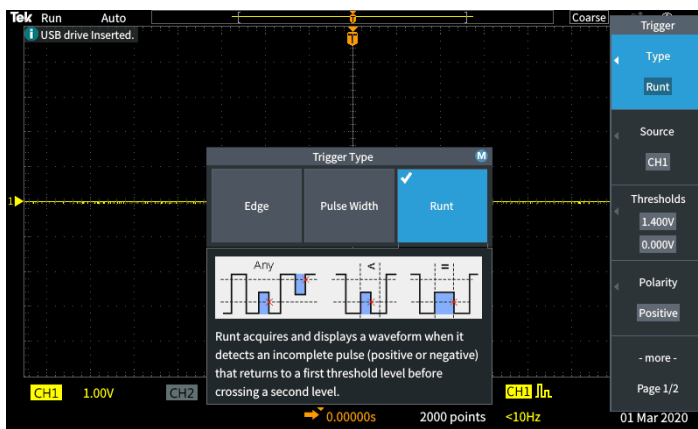 Tek Run Auto Coarse
Trigger
i USB drive Inserted.
T
T
Type
Runt
Source
CH1
Thresholds
1.400V
0.000V
Polarity
Positive
- more -
Page 1/2
Trigger Type M
Edge Pulse Width Runt
Any < =
Runt acquires and displays a waveform when it
detects an incomplete pulse (positive or negative)
that returns to a first threshold level before
crossing a second level.
1
CH1 1.00V CH2 CH1
0.00000s 2000 points <10Hz 01 Mar 2020